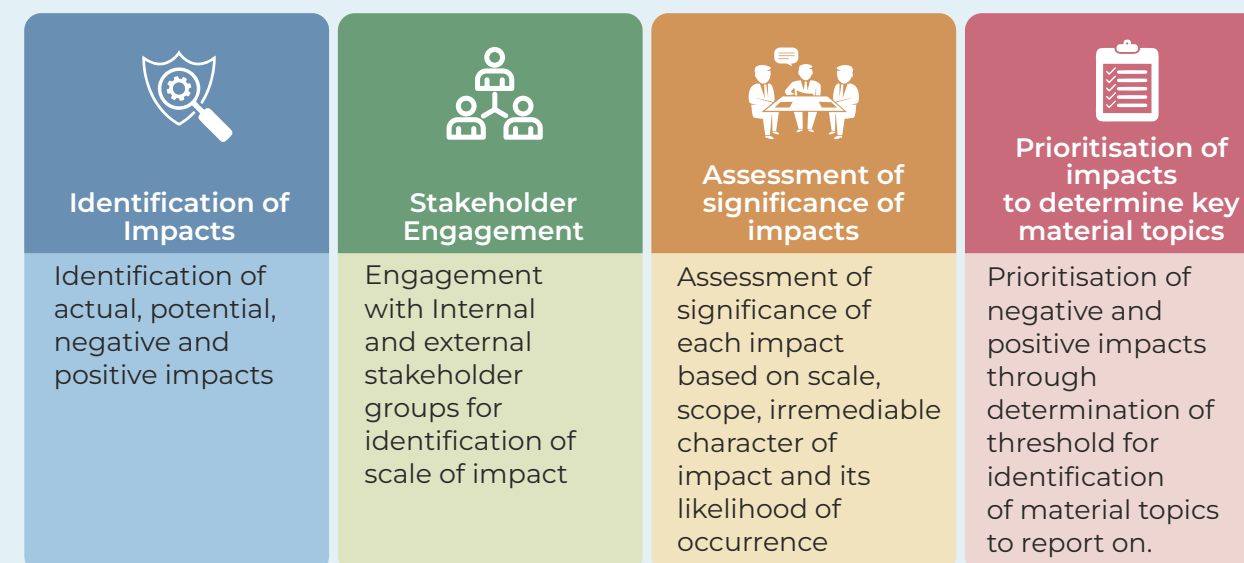 Identification of
Impacts
Identification of
actual, potential,
negative and
positive impacts
Stakeholder
Engagement
Engagement
with Internal
and external
stakeholder
groups for
identification of
scale of impact
Assessment of
significance of
impacts
Assessment of
significance of
each impact
based on scale,
scope, irremediable
character of
impact and its
likelihood of
occurrence
Prioritisation of
impacts
to determine key
material topics
Prioritisation of
negative and
positive impacts
through
determination of
threshold for
identification
of material topics
to report on.